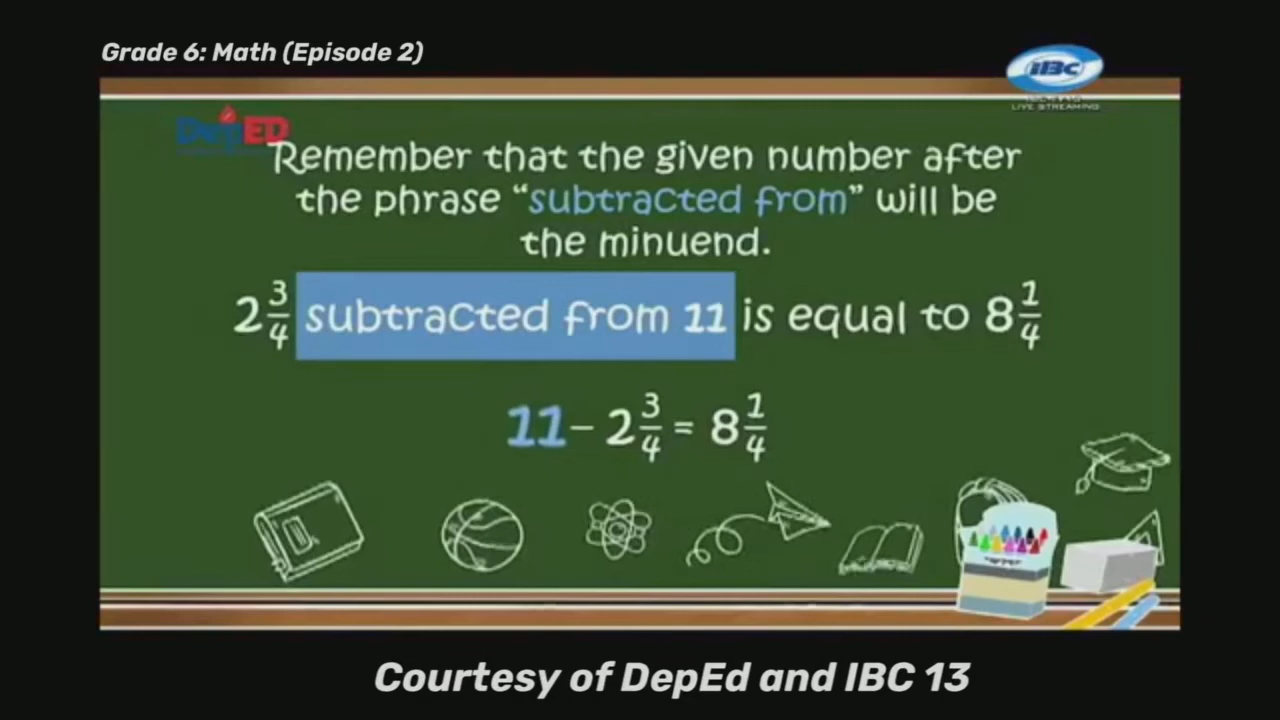 Grade 6: Math (Episode 2)
iBC
LIVE STREAMING
DepED
Remember that the given number after
the phrase “subtracted from” will be
the minuend.
2 3/4 subtracted from 11 is equal to 8 1/4
11 – 2 3/4 = 8 1/4
Courtesy of DepEd and IBC 13